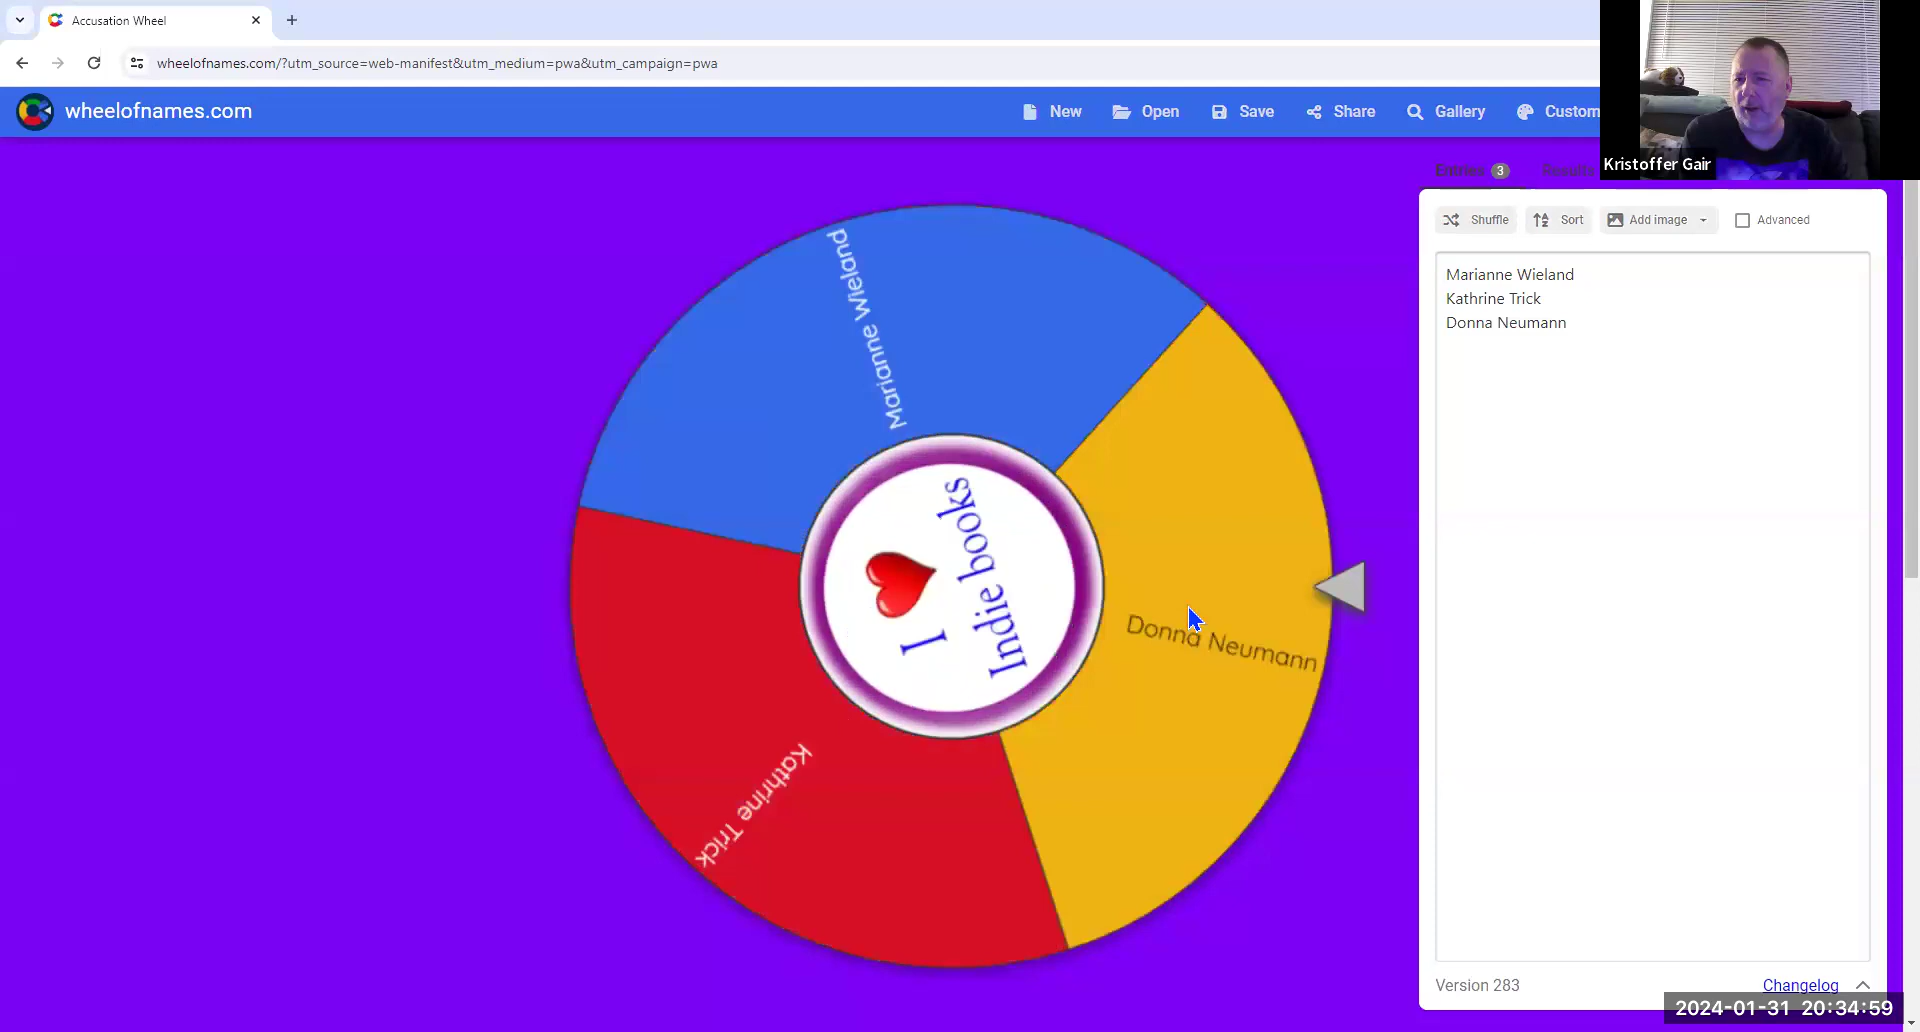 Accusation Wheel
wheelofnames.com/?utm_source=web-manifest&utm_medium=pwa&utm_campaign=pwa
wheelofnames.com
New
Open
Save
Share
Gallery
Custom
Kristoffer Gair
Entries 3
Results
Shuffle
Sort
Add image
Advanced
Marianne Wieland
Kathrine Trick
Donna Neumann
Marianne Wieland
Donna Neumann
Kathrine Trick
I
Indie books
Version 283
Changelog
2024-01-31 20:34:59